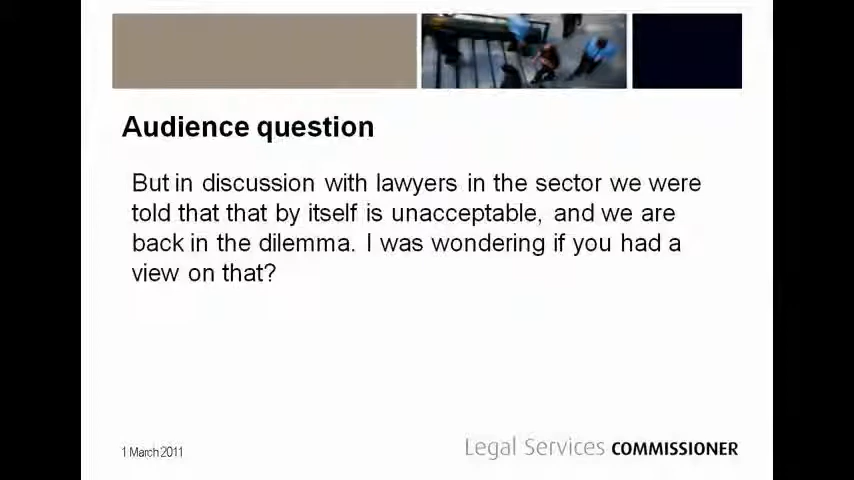 Audience question
But in discussion with lawyers in the sector we were
told that that by itself is unacceptable, and we are
back in the dilemma. I was wondering if you had a
view on that?
1 March 2011
Legal Services COMMISSIONER